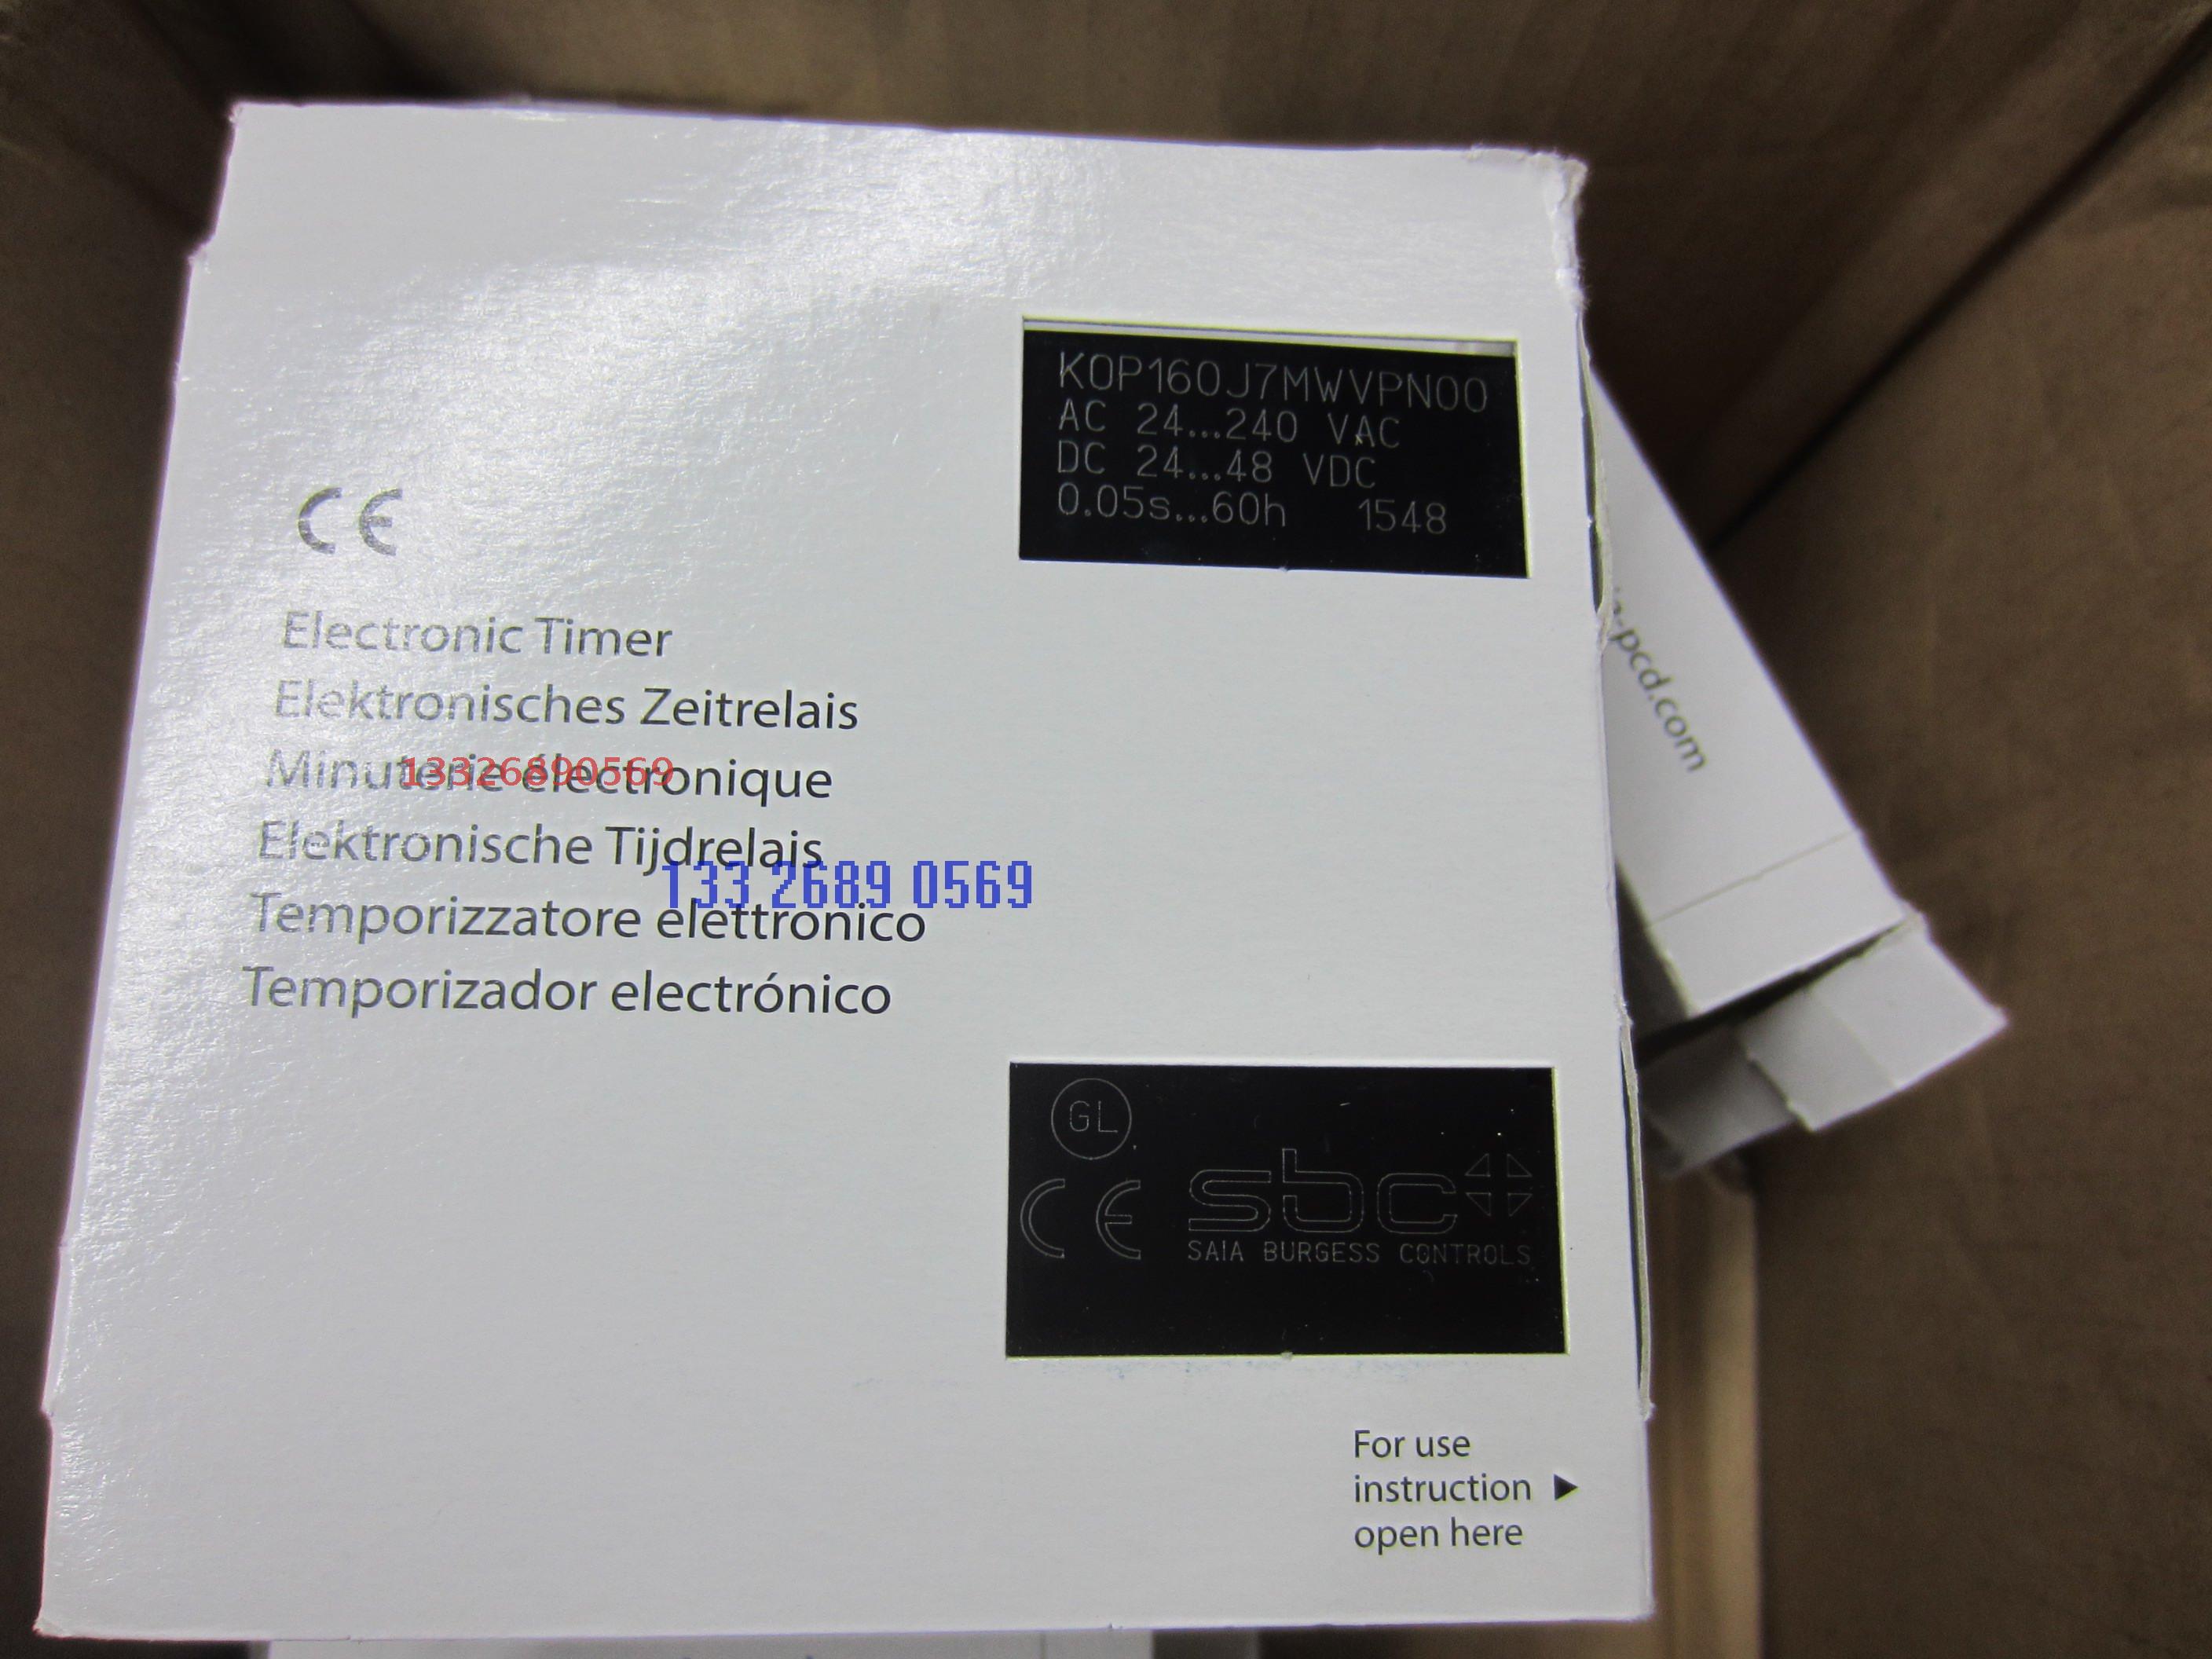 KOP160J7MWVPN00
AC 24...240 VAC
DC 24...48 VDC
0.05s...60h 1548
CE
Electronic Timer
Elektronisches Zeitrelais
Minuterie électronique
13326890569
Elektronische Tijdrelais
133 2689 0569
Temporizzatore elettronico
Temporizador electrónico
GL
CE sbc
SAIA BURGESS CONTROLS
For use
instruction
open here
-pcd.com